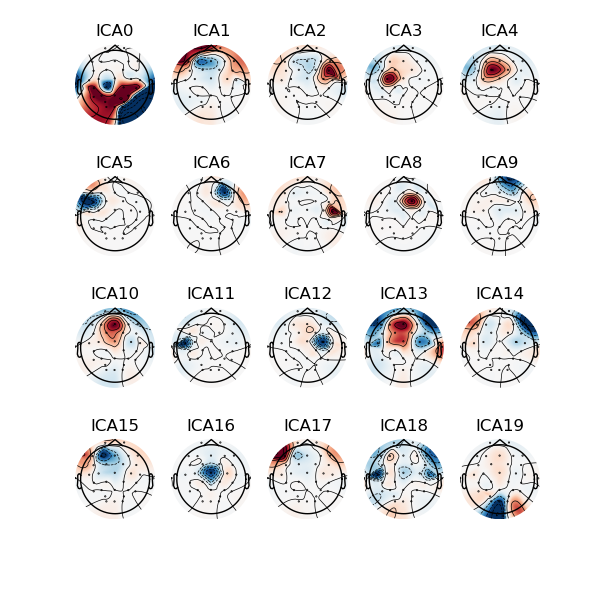 ICA0 ICA1 ICA2 ICA3 ICA4
ICA5 ICA6 ICA7 ICA8 ICA9
ICA10 ICA11 ICA12 ICA13 ICA14
ICA15 ICA16 ICA17 ICA18 ICA19